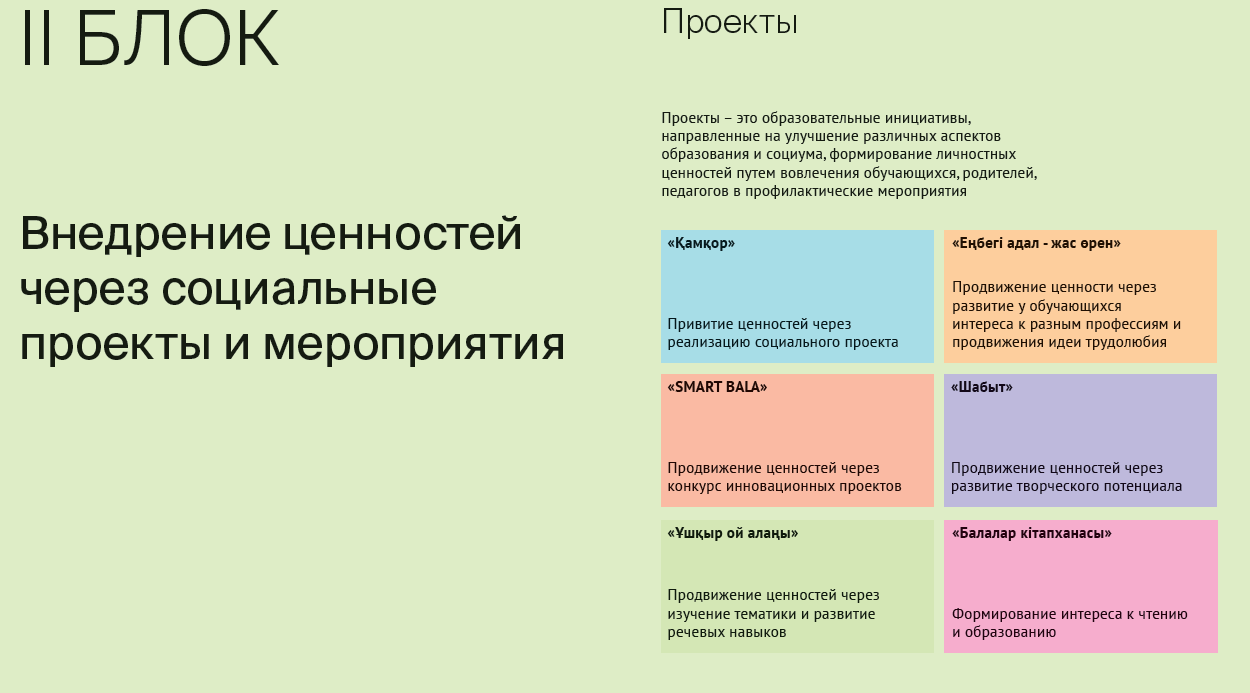 II БЛОК
Внедрение ценностей
через социальные
проекты и мероприятия
Проекты
Проекты – это образовательные инициативы,
направленные на улучшение различных аспектов
образования и социума, формирование личностных
ценностей путем вовлечения обучающихся, родителей,
педагогов в профилактические мероприятия
«Қамқор»
Привитие ценностей через
реализацию социального проекта
«Еңбегі адал - жас өрен»
Продвижение ценности через
развитие у обучающихся
интереса к разным профессиям и
продвижения идеи трудолюбия
«SMART BALA»
Продвижение ценностей через
конкурс инновационных проектов
«Шабыт»
Продвижение ценностей через
развитие творческого потенциала
«Ұшқыр ой алаңы»
Продвижение ценностей через
изучение тематики и развитие
речевых навыков
«Балалар кітапханасы»
Формирование интереса к чтению
и образованию